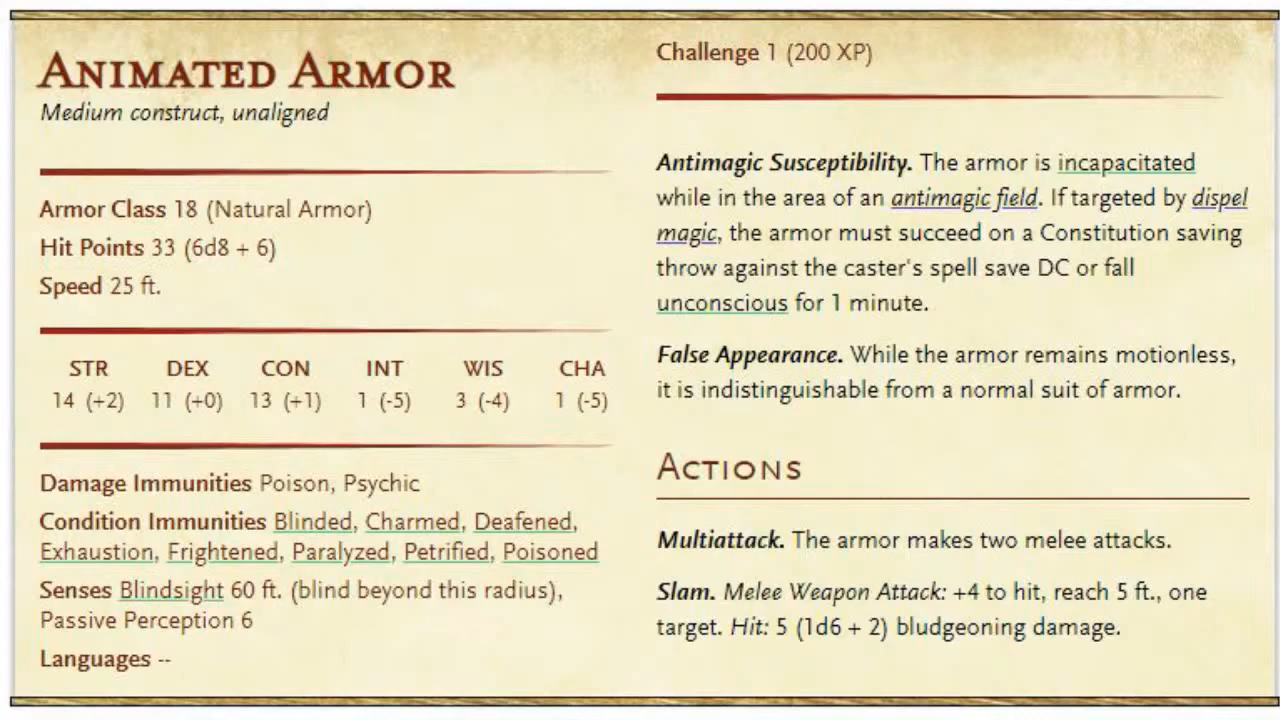 Animated Armor
Medium construct, unaligned
Armor Class 18 (Natural Armor)
Hit Points 33 (6d8 + 6)
Speed 25 ft.
STR DEX CON INT WIS CHA
14 (+2) 11 (+0) 13 (+1) 1 (-5) 3 (-4) 1 (-5)
Damage Immunities Poison, Psychic
Condition Immunities Blinded, Charmed, Deafened,
Exhaustion, Frightened, Paralyzed, Petrified, Poisoned
Senses Blindsight 60 ft. (blind beyond this radius),
Passive Perception 6
Languages --
Challenge 1 (200 XP)
Antimagic Susceptibility. The armor is incapacitated
while in the area of an antimagic field. If targeted by dispel
magic, the armor must succeed on a Constitution saving
throw against the caster's spell save DC or fall
unconscious for 1 minute.
False Appearance. While the armor remains motionless,
it is indistinguishable from a normal suit of armor.
Actions
Multiattack. The armor makes two melee attacks.
Slam. Melee Weapon Attack: +4 to hit, reach 5 ft., one
target. Hit: 5 (1d6 + 2) bludgeoning damage.